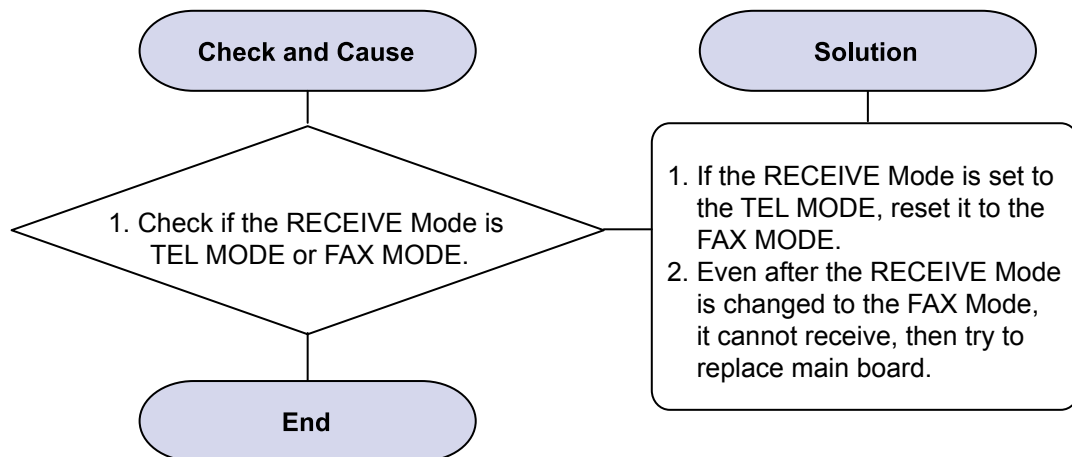 Check and Cause
1. Check if the RECEIVE Mode is
TEL MODE or FAX MODE.
End
Solution
1. If the RECEIVE Mode is set to
the TEL MODE, reset it to the
FAX MODE.
2. Even after the RECEIVE Mode
is changed to the FAX Mode,
it cannot receive, then try to
replace main board.